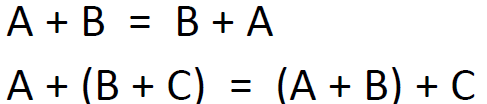 A + B = B + A
A + (B + C) = (A + B) + C